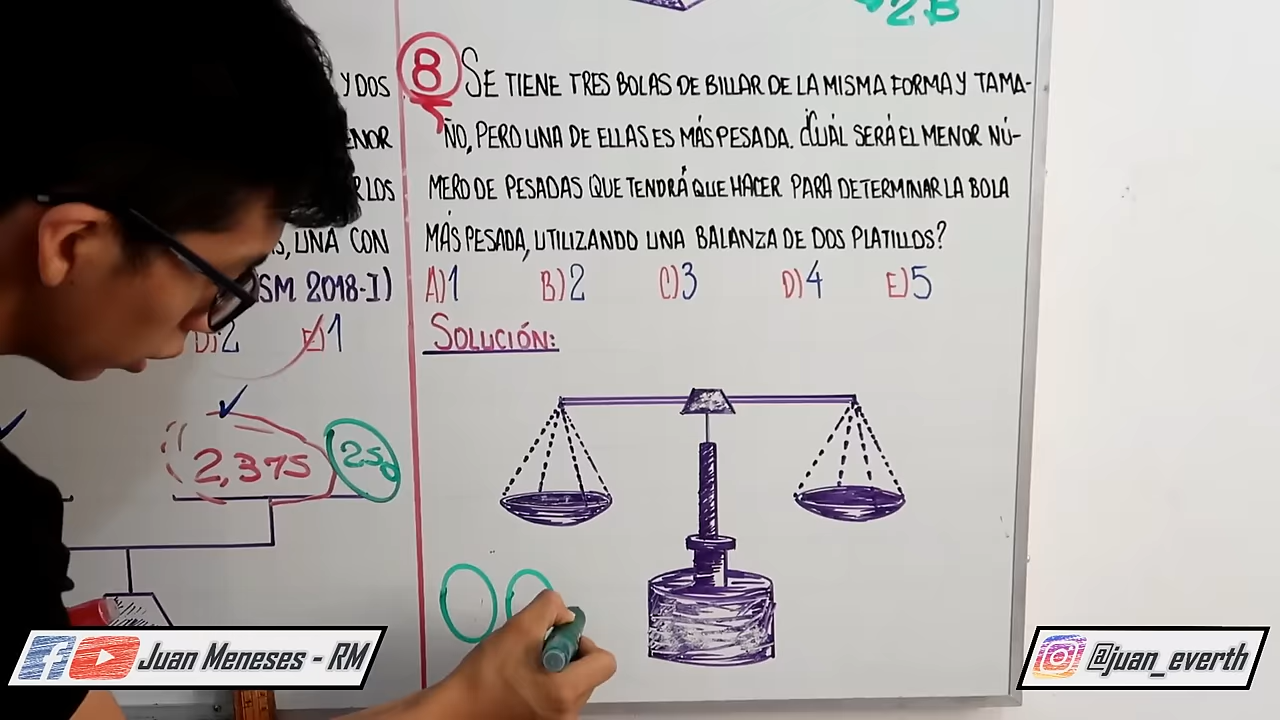 2B
Y DOS
ENOR
R LOS
S, UNA CON
SM 2018-I)
D) 2 E) 1
2,375 250
8 SE TIENE TRES BOLAS DE BILLAR DE LA MISMA FORMA Y TAMA-
ÑO, PERO UNA DE ELLAS ES MÁS PESADA. ¿CUÁL SERÁ EL MENOR NÚ-
MERO DE PESADAS QUE TENDRÁ QUE HACER PARA DETERMINAR LA BOLA
MÁS PESADA, UTILIZANDO UNA BALANZA DE DOS PLATILLOS?
A) 1 B) 2 C) 3 D) 4 E) 5
SOLUCIÓN:
Juan Meneses - RM
@juan_everth